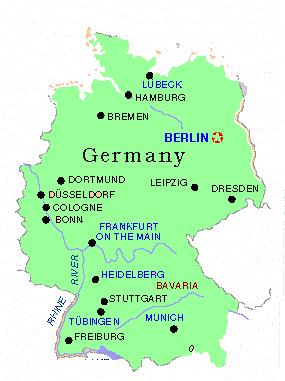 LÜBECK
HAMBURG
BREMEN
BERLIN
Germany
DORTMUND
LEIPZIG
DÜSSELDORF
DRESDEN
COLOGNE
BONN
FRANKFURT
ON THE MAIN
HEIDELBERG
BAVARIA
RHINE RIVER
STUTTGART
TÜBINGEN
MUNICH
FREIBURG